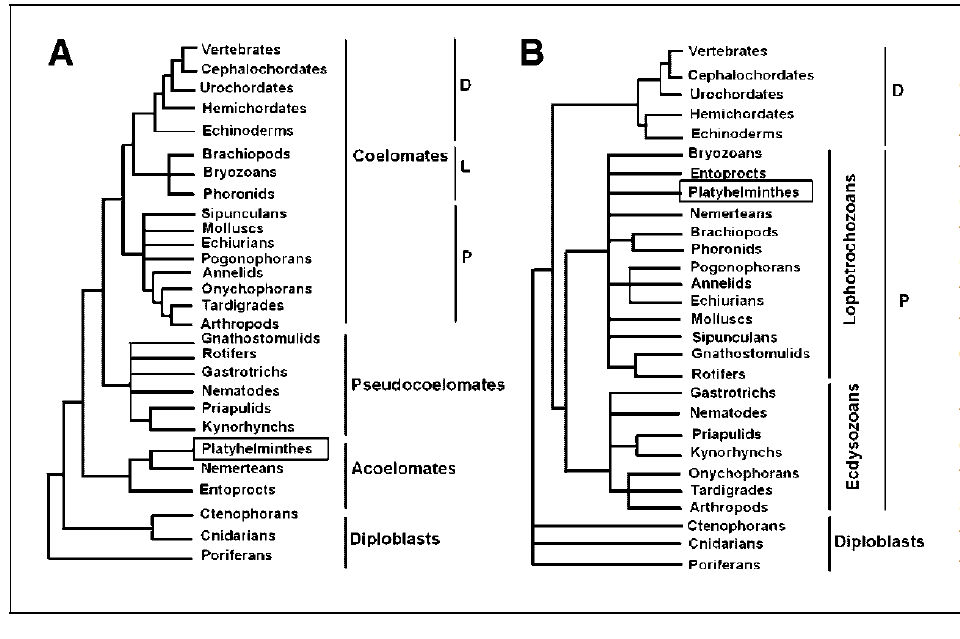 A
Vertebrates
Cephalochordates
Urochordates
Hemichordates
Echinoderms
Brachiopods
Bryozoans
Phoronids
Sipunculans
Molluscs
Echiurians
Pogonophorans
Annelids
Onychophorans
Tardigrades
Arthropods
Gnathostomulids
Rotifers
Gastrotrichs
Nematodes
Priapulids
Kynorhynchs
Platyhelminthes
Nemerteans
Entoprocts
Ctenophorans
Cnidarians
Poriferans
Coelomates
D
L
P
Pseudocoelomates
Acoelomates
Diploblasts
B
Vertebrates
Cephalochordates
Urochordates
Hemichordates
Echinoderms
Bryozoans
Entoprocts
Platyhelminthes
Nemerteans
Brachiopods
Phoronids
Pogonophorans
Annelids
Echiurians
Molluscs
Sipunculans
Gnathostomulids
Rotifers
Gastrotrichs
Nematodes
Priapulids
Kynorhynchs
Onychophorans
Tardigrades
Arthropods
Ctenophorans
Cnidarians
Poriferans
D
Lophotrochozoans
P
Ecdysozoans
Diploblasts